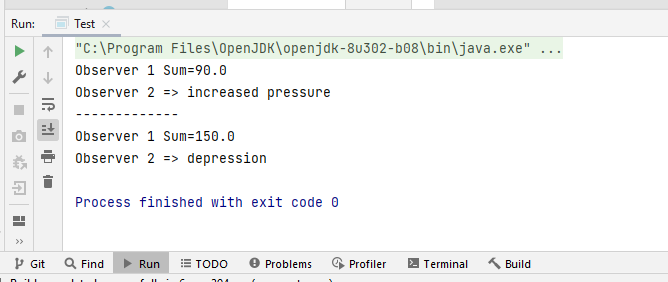 Run: Test
"C:\Program Files\OpenJDK\openjdk-8u302-b08\bin\java.exe" ...
Observer 1 Sum=90.0
Observer 2 => increased pressure
-------------
Observer 1 Sum=150.0
Observer 2 => depression
Process finished with exit code 0
Git Find Run TODO Problems Profiler Terminal Build